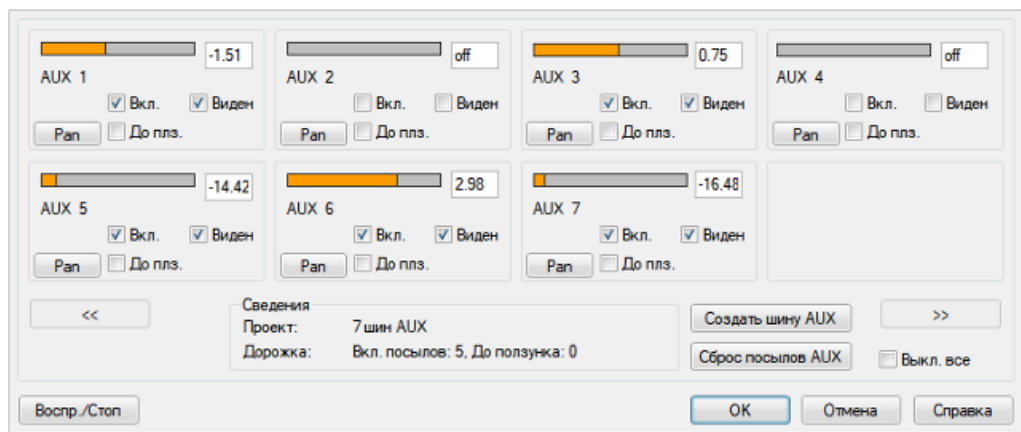 -1.51 off 0.75 off
AUX 1 AUX 2 AUX 3 AUX 4
Вкл. Виден Вкл. Виден Вкл. Виден Вкл. Виден
Pan До плз. Pan До плз. Pan До плз. Pan До плз.
-14.42 2.98 -16.48
AUX 5 AUX 6 AUX 7
Вкл. Виден Вкл. Виден Вкл. Виден
Pan До плз. Pan До плз. Pan До плз.
<< Сведения
Проект: 7 шин AUX Создать шину AUX >>
Дорожка: Вкл. посылов: 5, До ползунка: 0 Сброс посылов AUX Выкл. все
Воспр./Стоп OK Отмена Справка